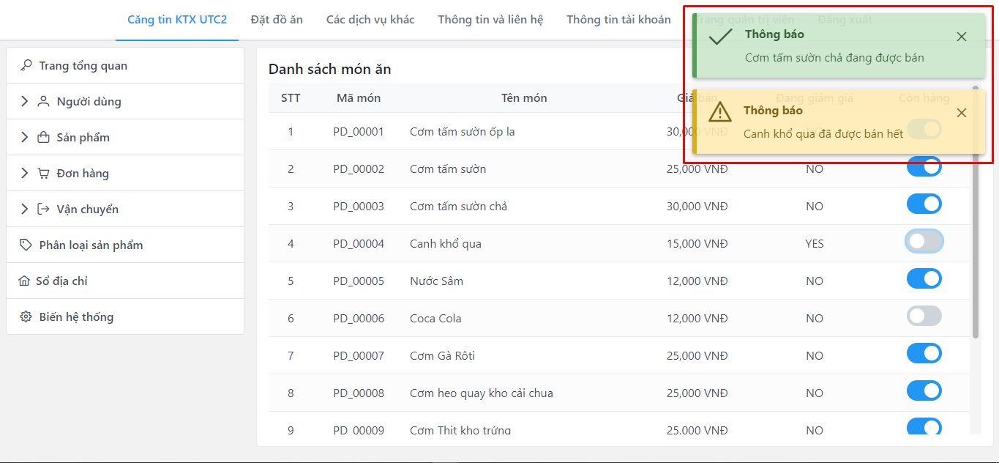 Căng tin KTX UTC2 Đặt đồ ăn Các dịch vụ khác Thông tin và liên hệ Thông tin tài khoản Trang quản trị viên Đăng xuất
Thông báo
Cơm tấm sườn chả đang được bán
Thông báo
Canh khổ qua đã được bán hết
Trang tổng quan
Người dùng
Sản phẩm
Đơn hàng
Vận chuyển
Phân loại sản phẩm
Sổ địa chỉ
Biến hệ thống
Danh sách món ăn
STT Mã món Tên món Giá bán Đang giảm giá Còn hàng
1 PD_00001 Cơm tấm sườn ốp la 30,000 VNĐ NO
2 PD_00002 Cơm tấm sườn 25,000 VNĐ NO
3 PD_00003 Cơm tấm sườn chả 30,000 VNĐ NO
4 PD_00004 Canh khổ qua 15,000 VNĐ YES
5 PD_00005 Nước Sâm 12,000 VNĐ NO
6 PD_00006 Coca Cola 12,000 VNĐ NO
7 PD_00007 Cơm Gà Rôti 25,000 VNĐ NO
8 PD_00008 Cơm heo quay kho cải chua 25,000 VNĐ NO
9 PD_00009 Cơm Thịt kho trứng 25.000 VNĐ NO